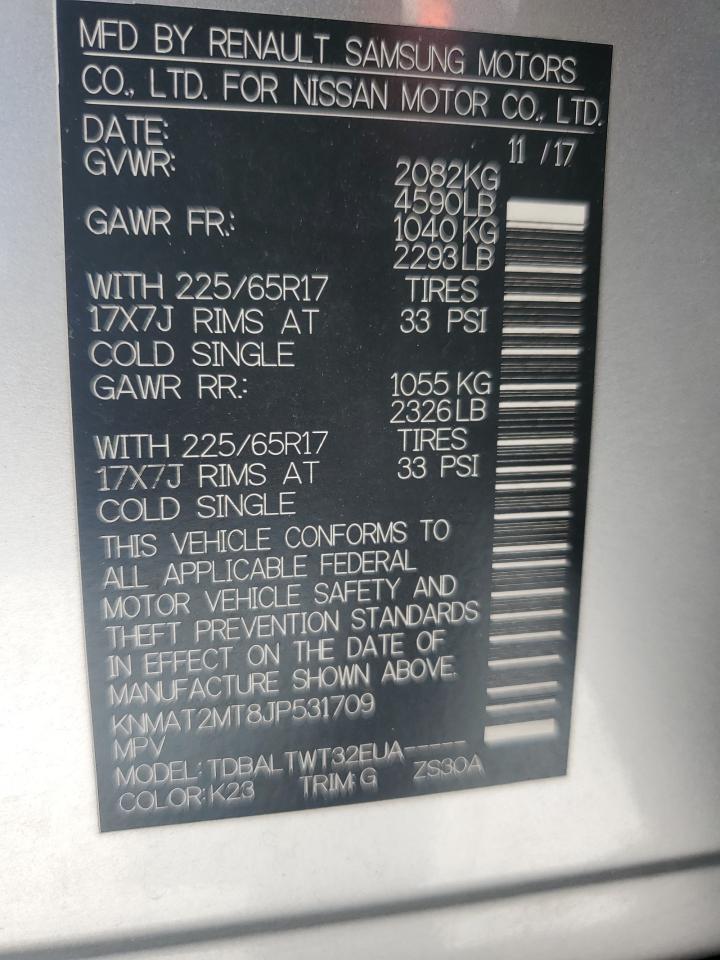 MFD BY RENAULT SAMSUNG MOTORS
CO., LTD. FOR NISSAN MOTOR CO., LTD.
DATE: 11 /17
GVWR: 2082KG
4590LB
GAWR FR.: 1040KG
2293LB
WITH 225/65R17 TIRES
17X7J RIMS AT 33 PSI
COLD SINGLE
GAWR RR.: 1055KG
2326LB
WITH 225/65R17 TIRES
17X7J RIMS AT 33 PSI
COLD SINGLE
THIS VEHICLE CONFORMS TO
ALL APPLICABLE FEDERAL
MOTOR VEHICLE SAFETY AND
THEFT PREVENTION STANDARDS
IN EFFECT ON THE DATE OF
MANUFACTURE SHOWN ABOVE.
KNMAT2MT8JP531709
MPV
MODEL: TDBALTWT32EUA-----
COLOR: K23 TRIM: G ZS30A